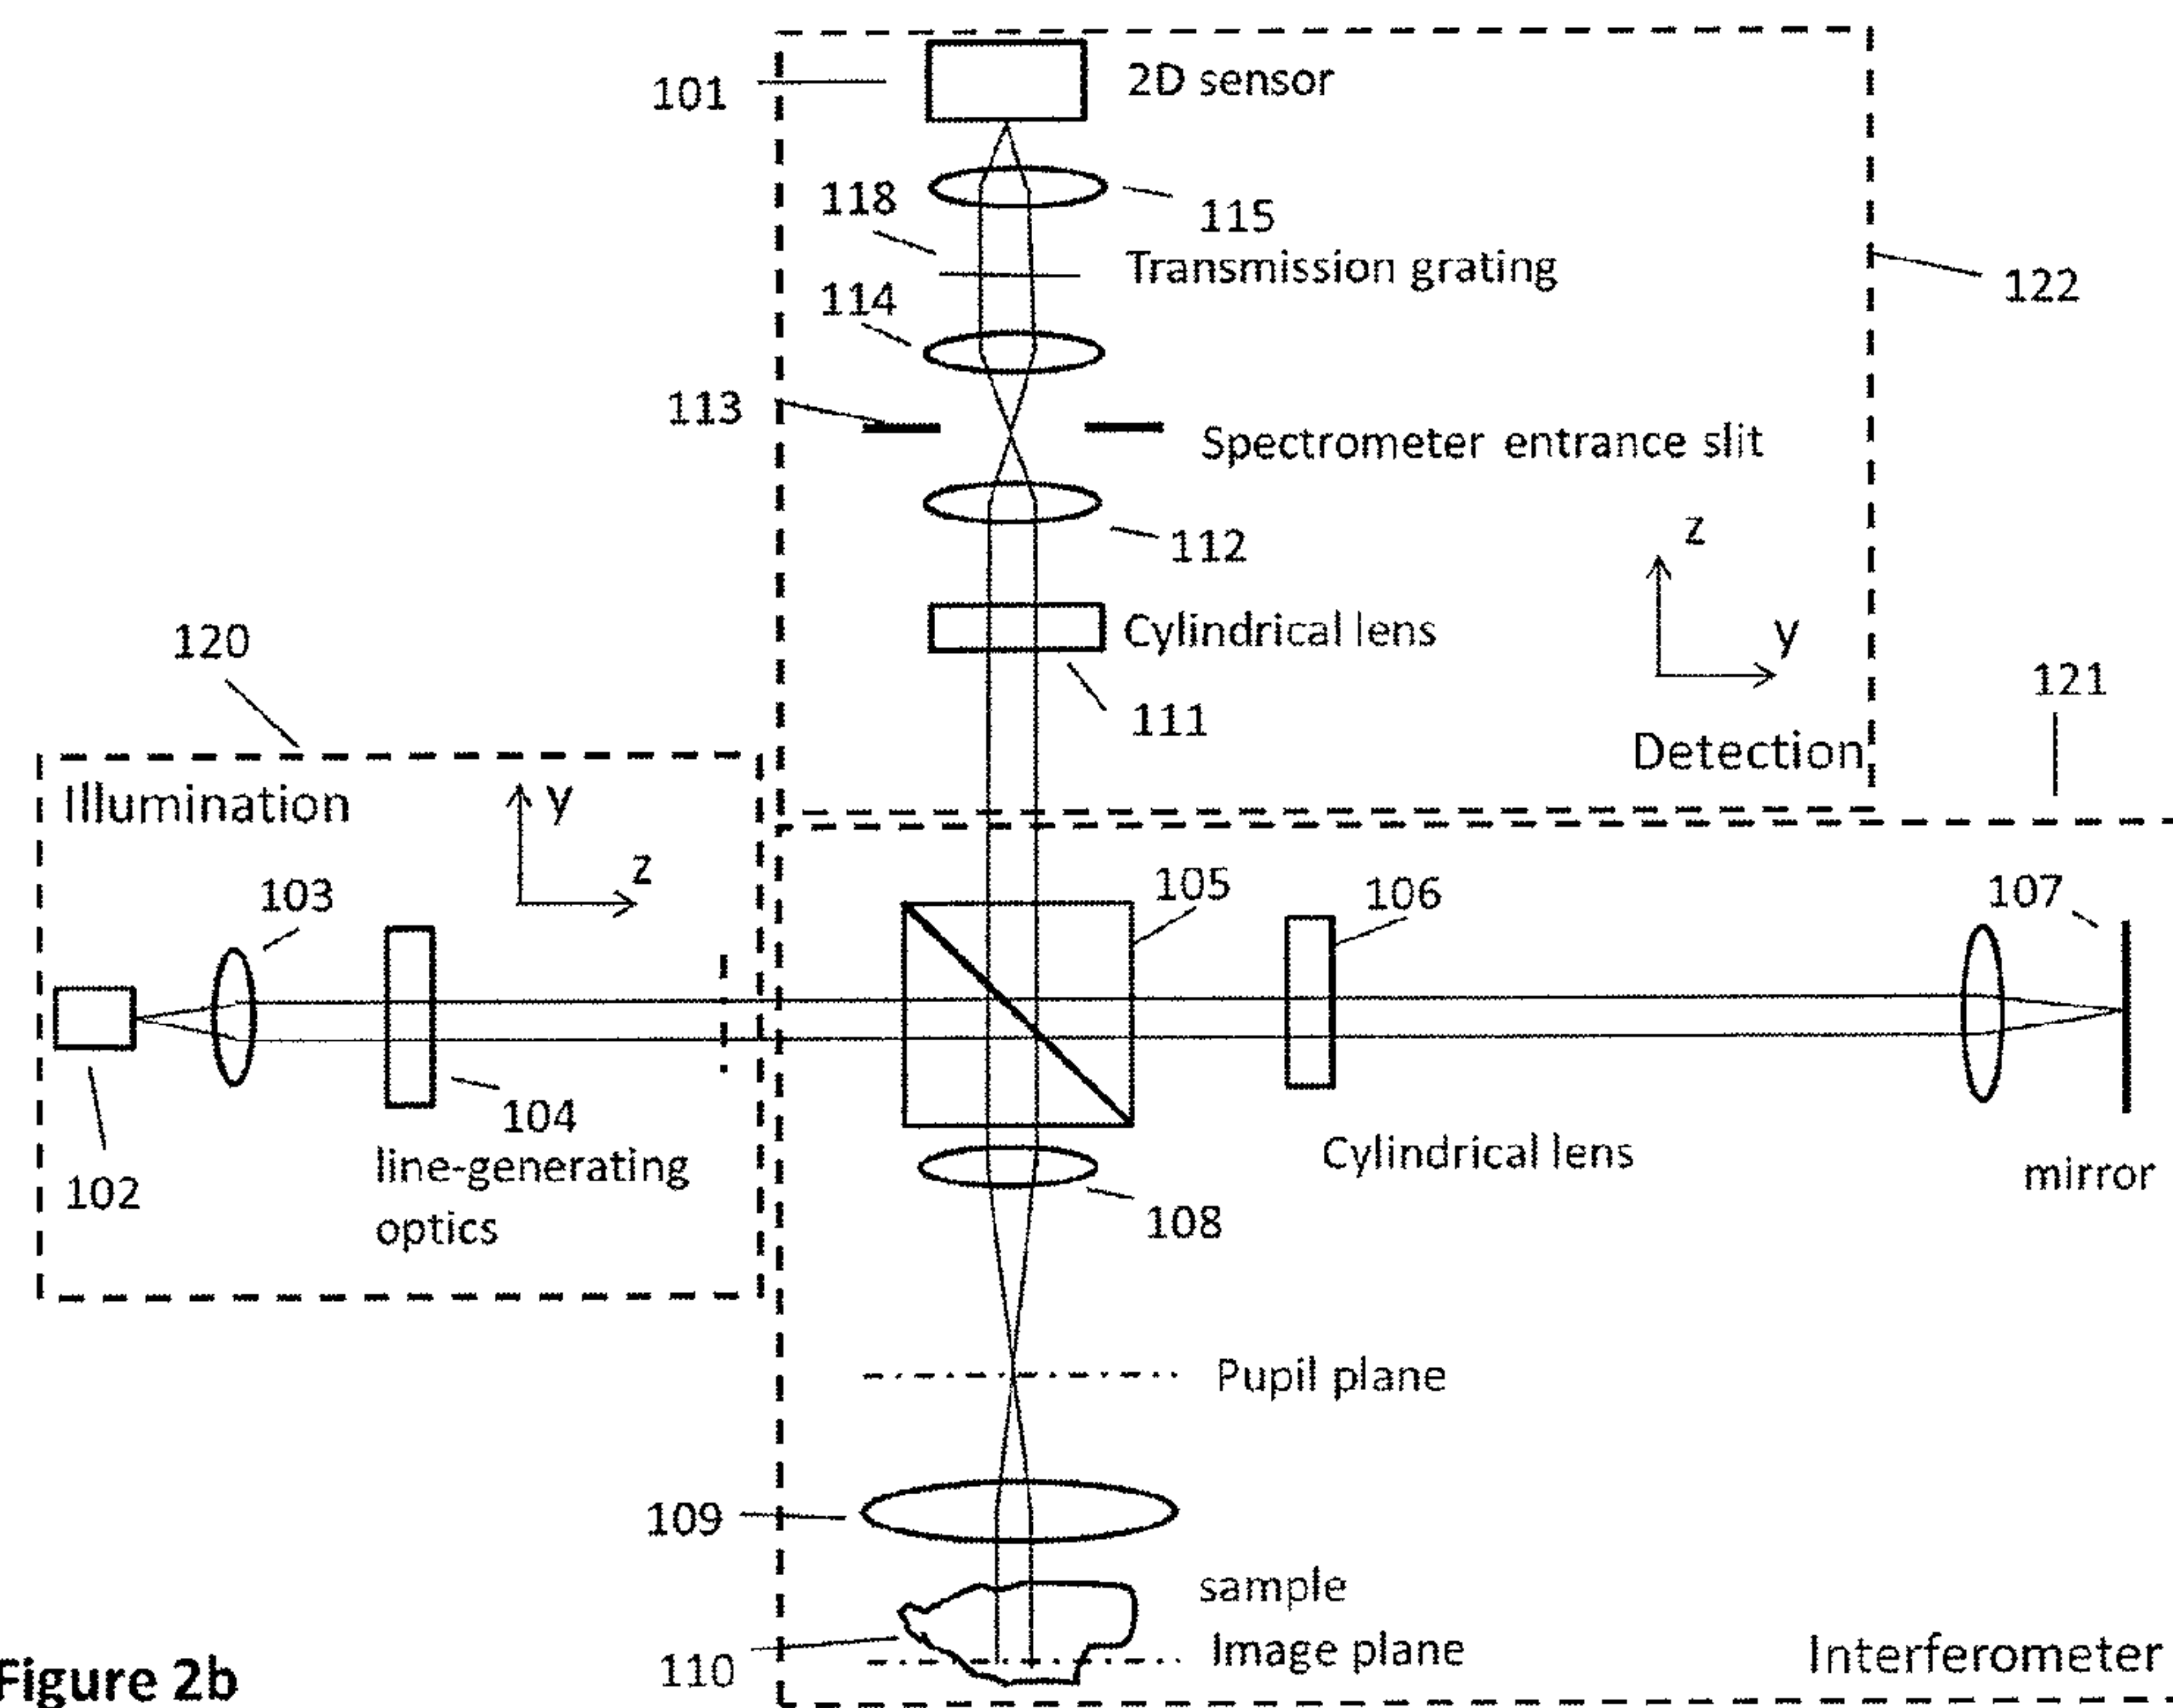 101
2D sensor
118
115
Transmission grating
122
114
113
Spectrometer entrance slit
112
z
y
Cylindrical lens
111
120
121
Detection
Illumination
y
z
103
105
106
107
104
line-generating
optics
102
Cylindrical lens
mirror
108
Pupil plane
109
sample
Image plane
110
Interferometer
Figure 2b